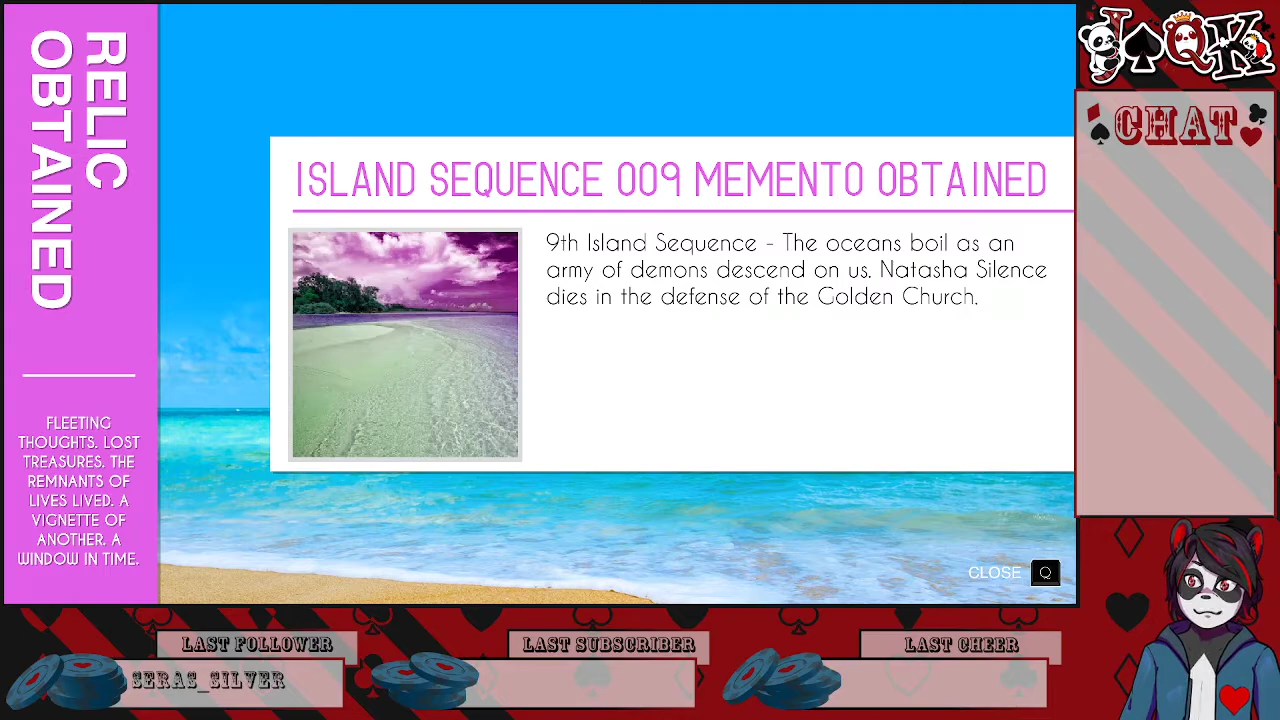 RELIC
OBTAINED
FLEETING
THOUGHTS. LOST
TREASURES. THE
REMNANTS OF
LIVES LIVED. A
VIGNETTE OF
ANOTHER. A
WINDOW IN TIME.
ISLAND SEQUENCE 009 MEMENTO OBTAINED
9th Island Sequence - The oceans boil as an
army of demons descend on us. Natasha Silence
dies in the defense of the Golden Church.
CLOSE Q
J Q K
CHAT
LAST FOLLOWER
SERAS_SILVER
LAST SUBSCRIBER
LAST CHEER